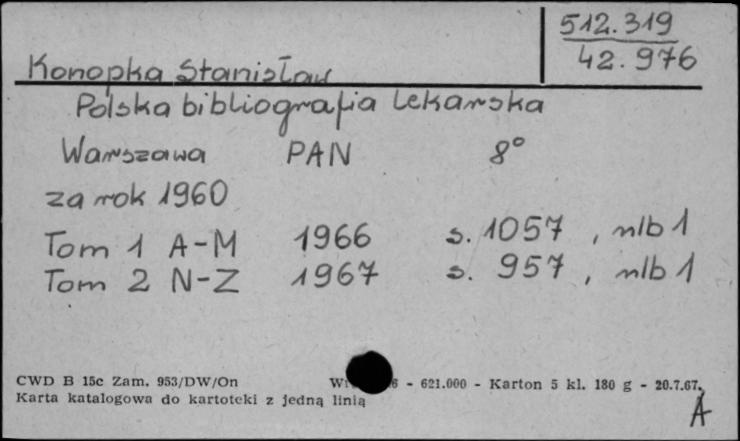 512.319
42.976
Konopka Stanisław
Polska bibliografia lekarska
Warszawa PAN 8°
za rok 1960
Tom 1 A-M 1966 s. 1057, nlb 1
Tom 2 N-Z 1967 s. 957, nlb 1
CWD B 15c Zam. 953/DW/On - 621.000 - Karton 5 kl. 180 g - 20.7.67.
Karta katalogowa do kartoteki z jedną linią
A